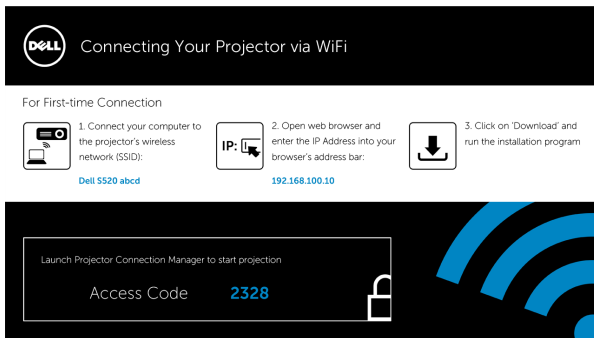 DELL
Connecting Your Projector via WiFi
For First-time Connection
1. Connect your computer to
the projector's wireless
network (SSID):
Dell S520 abcd
IP:
2. Open web browser and
enter the IP Address into your
browser's address bar:
192.168.100.10
3. Click on 'Download' and
run the installation program
Launch Projector Connection Manager to start projection
Access Code 2328